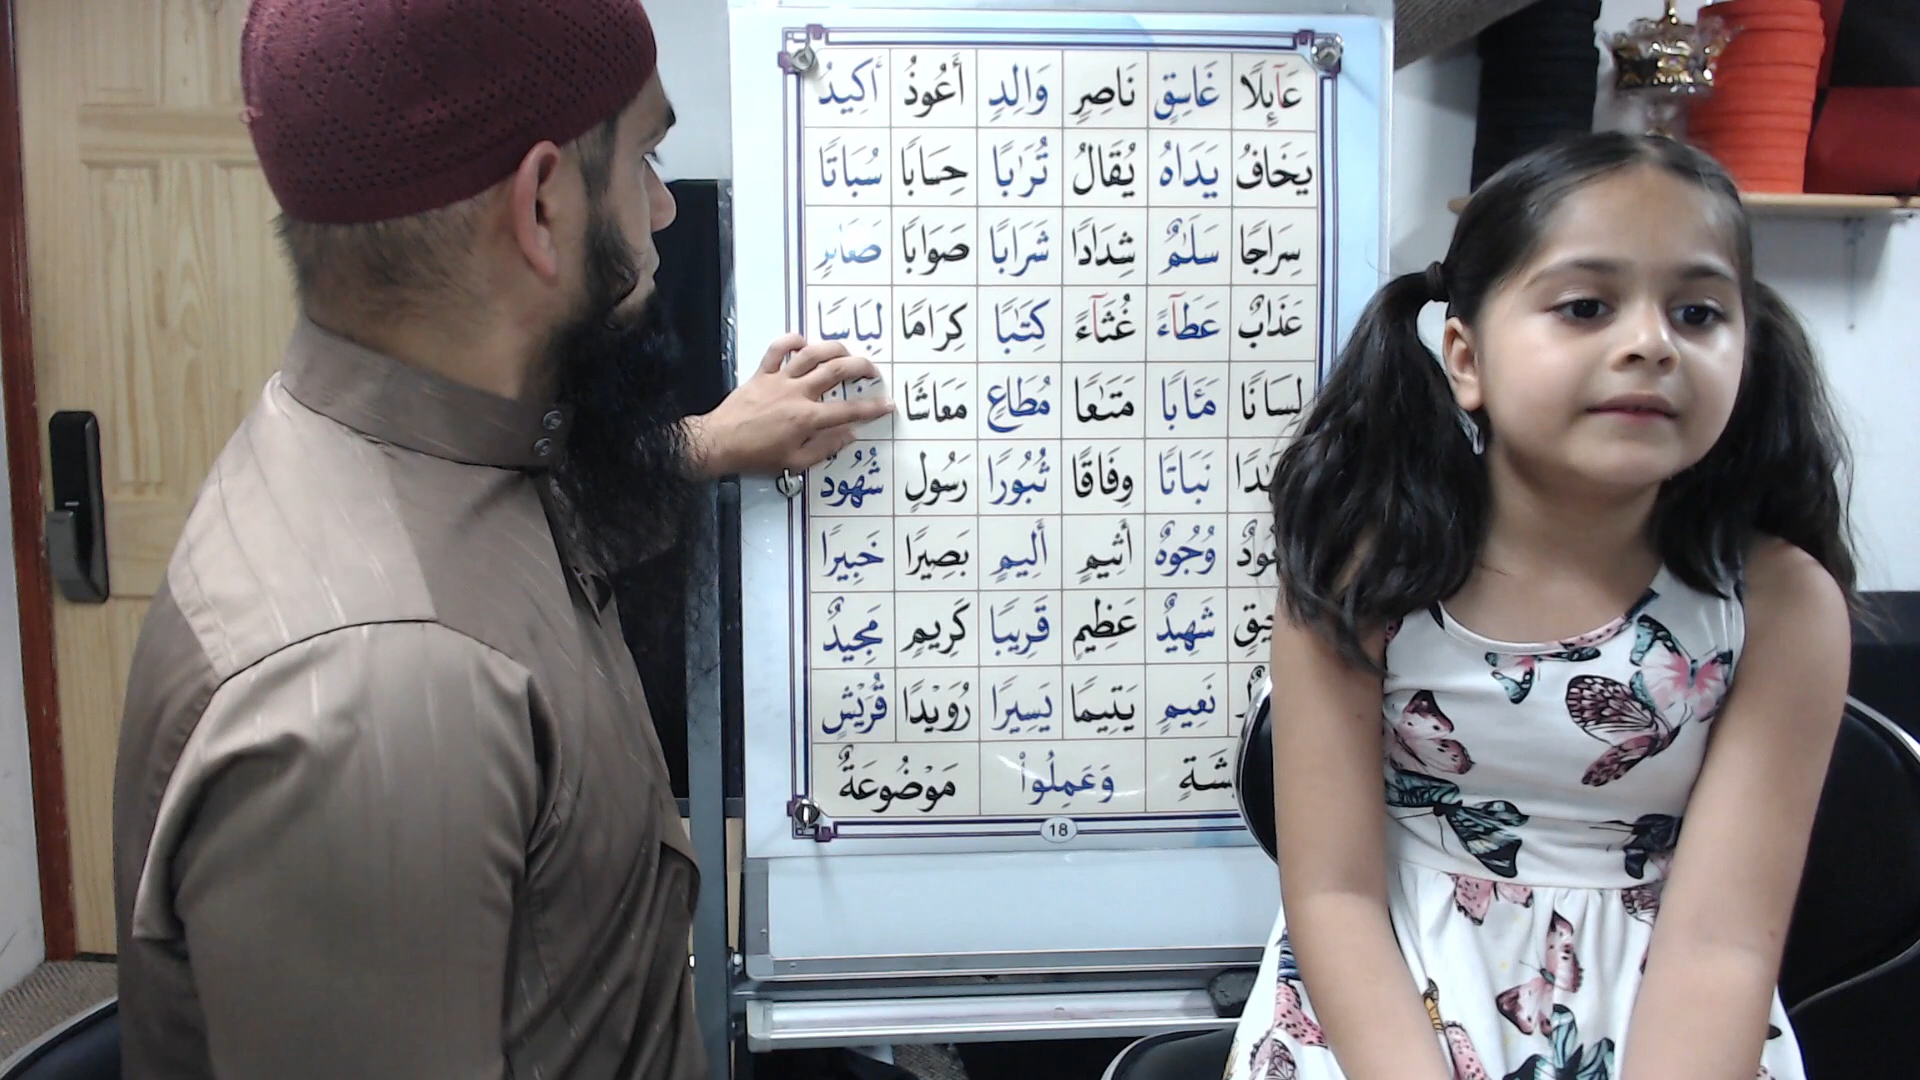 عَآئِلًا غَاسِقٍ نَاصِرٍ وَالِدٍ أَعُوذُ أَكِيدُ
يَخَافُ يَدَاهُ يُقَالُ تُرَٰبًا حِسَابًا سُبَاتًا
سِرَاجًا سَلَٰمٌ شِدَادًا شَرَابًا صَوَابًا
عَذَابٌ عَطَآءً غُثَآءً كِتَٰبًا كِرَامًا لِبَاسًا
لِسَانًا مَـَٔابًا مَتَٰعًا مُطَاعٍ مَعَاشًا
نَبَاتًا وِفَاقًا ثُبُورًا رَسُولٍ شُهُودٌ
وُجُوهٌ أَثِيمٍ أَلِيمٍ بَصِيرًا خَبِيرًا
شَهِيدٌ عَظِيمٍ قَرِيبًا كَرِيمٍ مَجِيدٌ
نَعِيمٍ يَتِيمًا يَسِيرًا رُوَيْدًا قُرَيْشٍ
وَعَمِلُوا۟ مَوْضُوعَةٌ
18